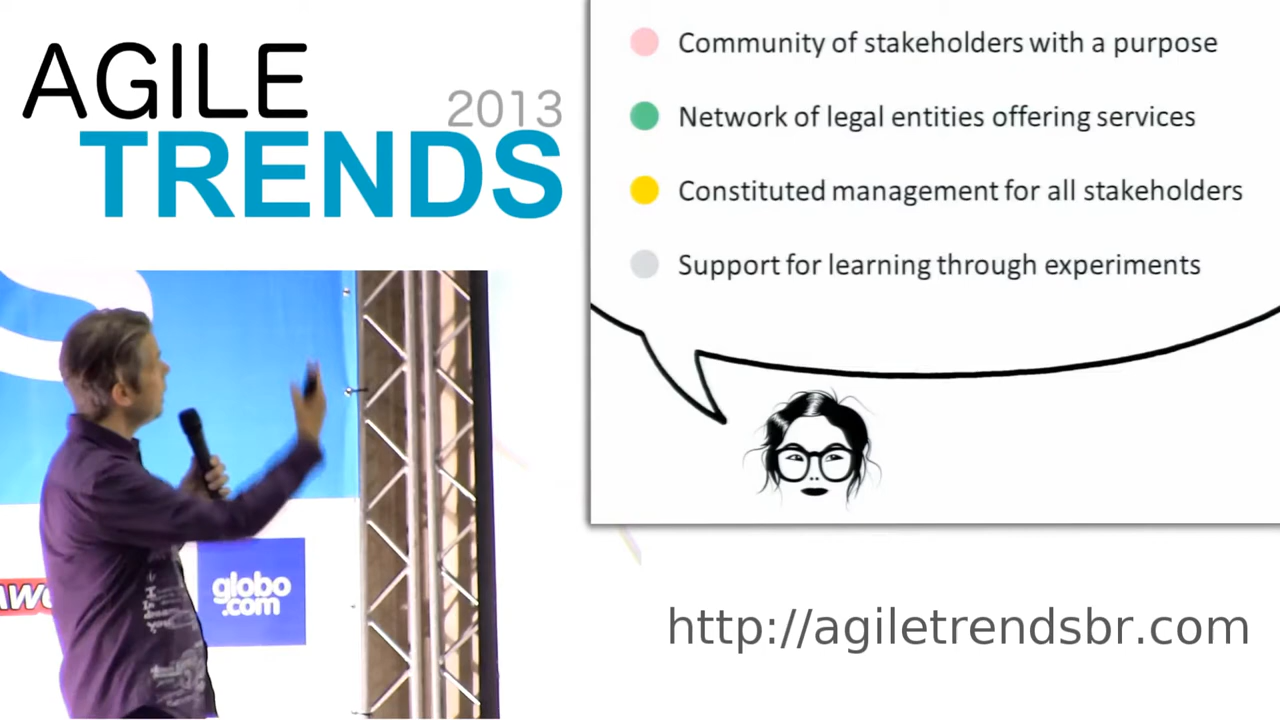 AGILE
2013
TRENDS
Community of stakeholders with a purpose
Network of legal entities offering services
Constituted management for all stakeholders
Support for learning through experiments
globo
.com
http://agiletrendsbr.com